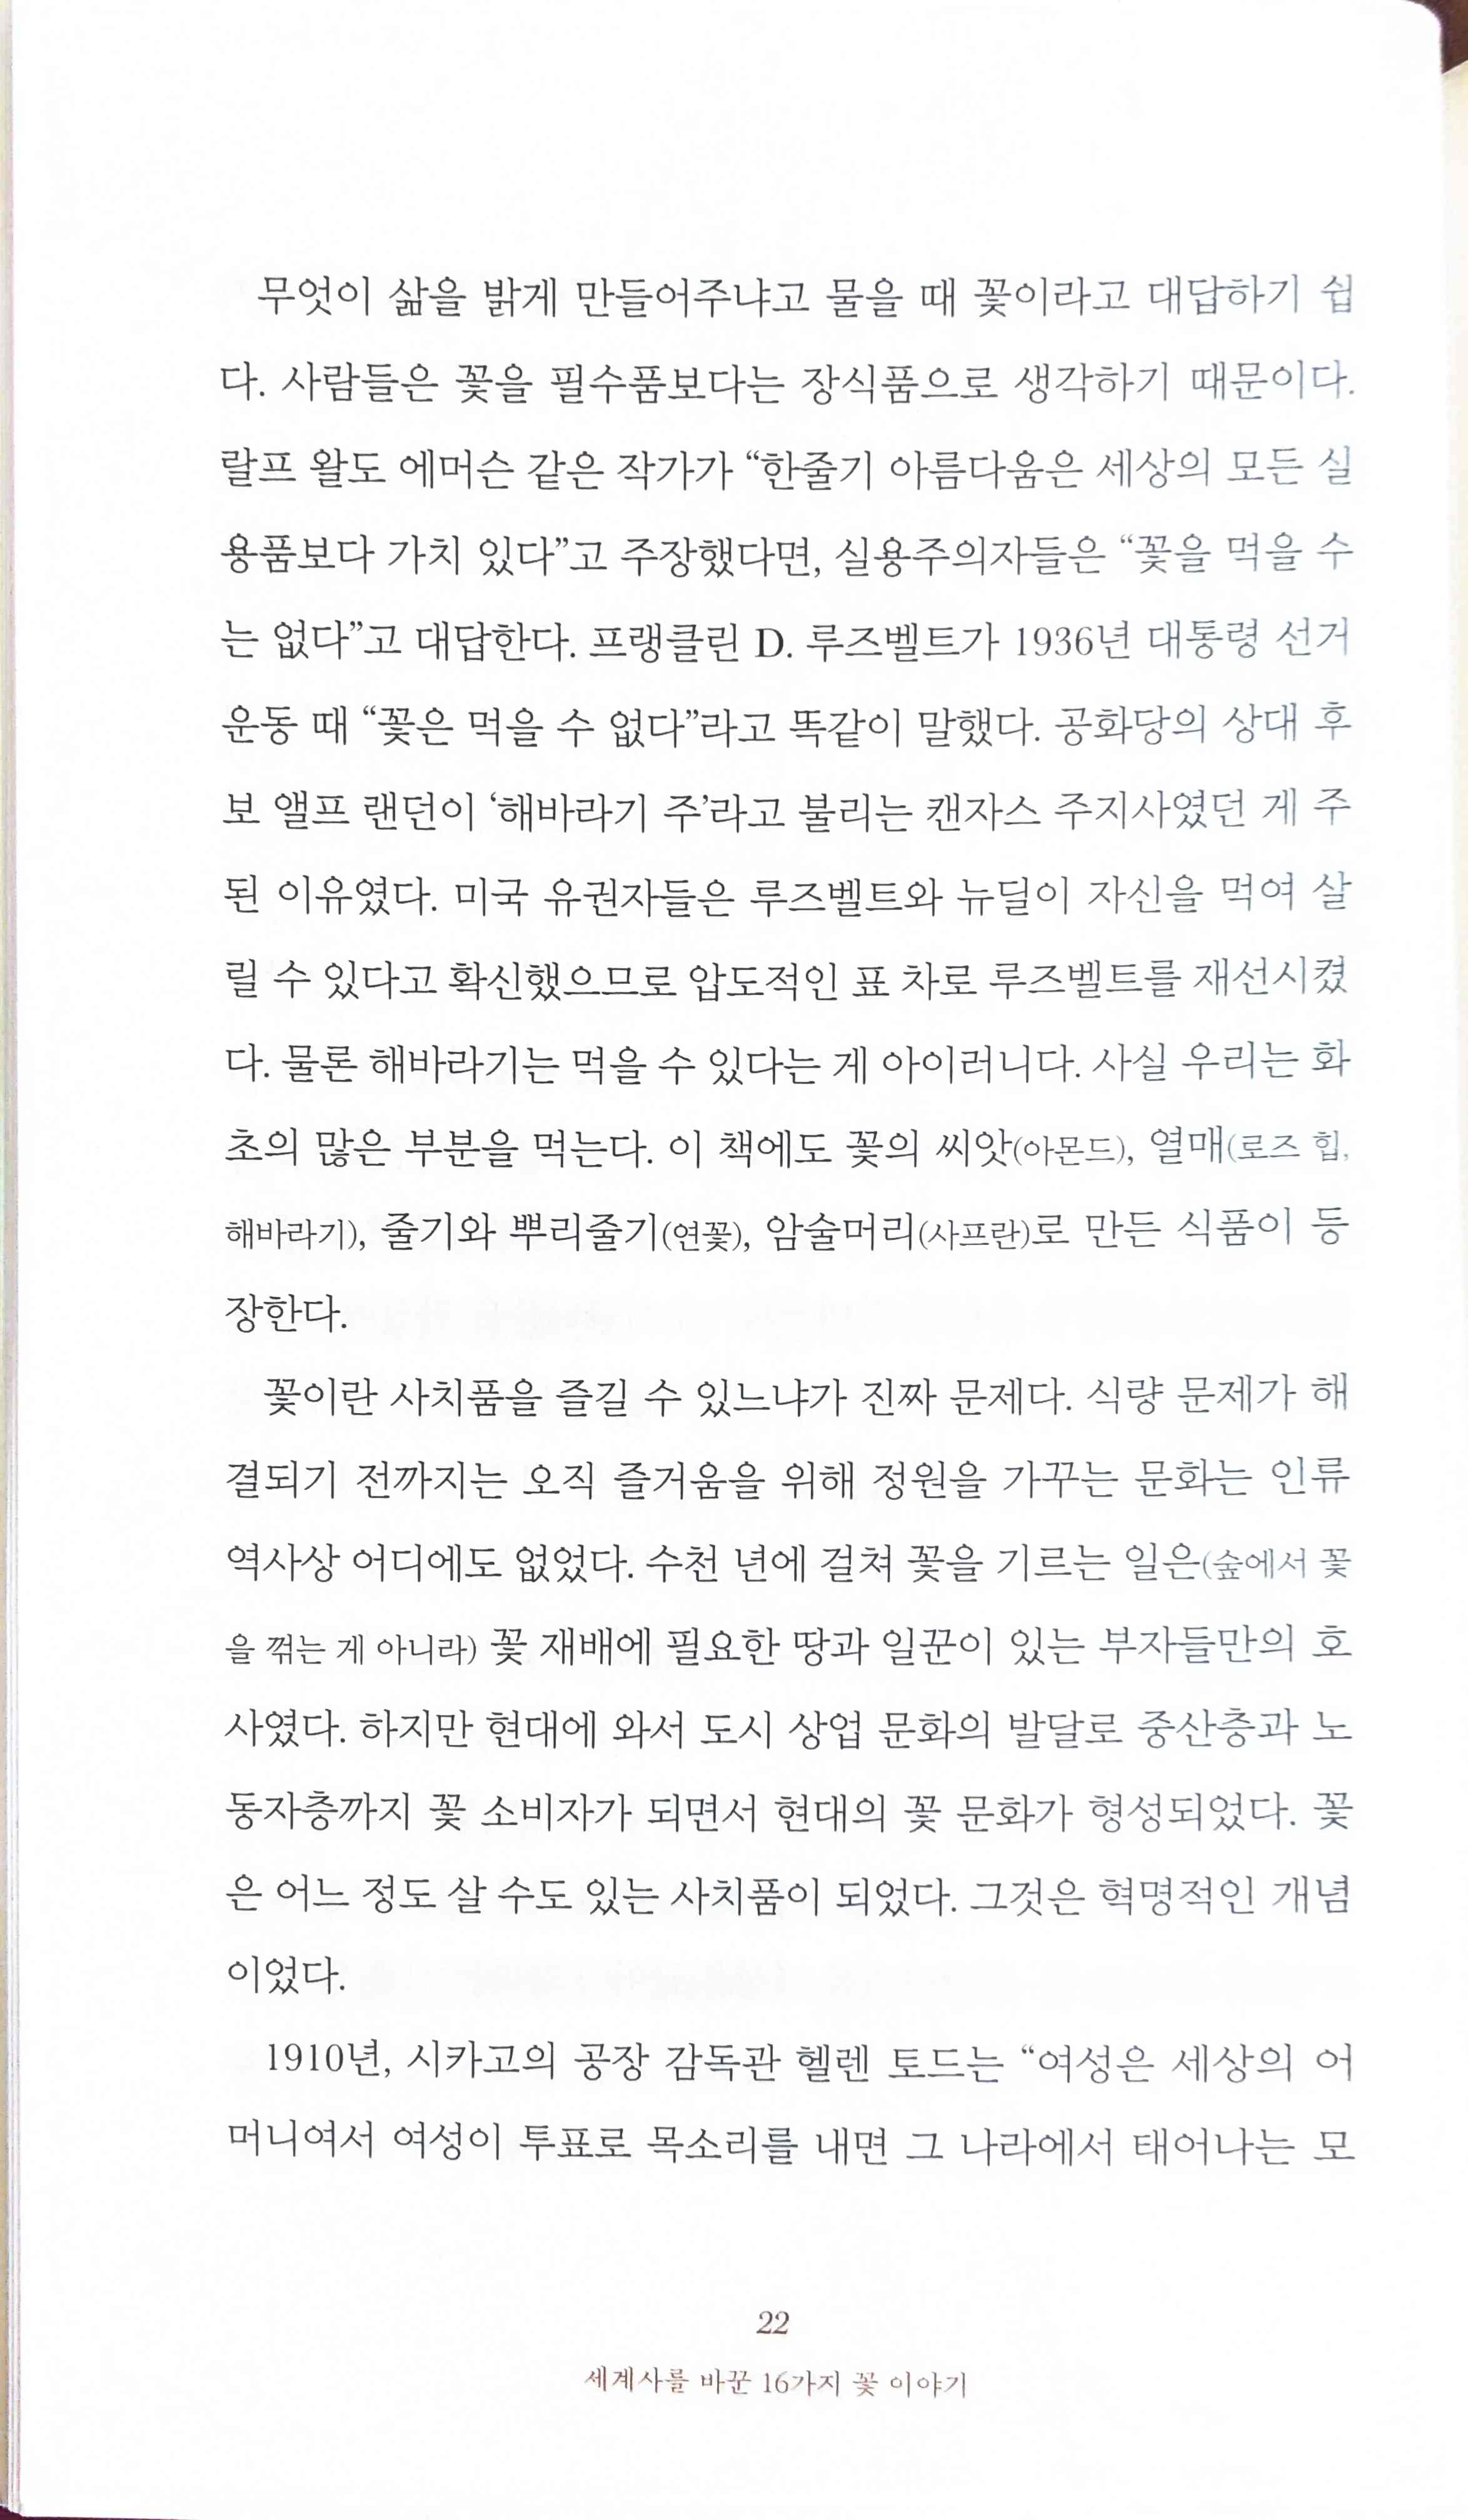 무엇이 삶을 밝게 만들어주냐고 물을 때 꽃이라고 대답하기 쉽
다. 사람들은 꽃을 필수품보다는 장식품으로 생각하기 때문이다.
랄프 왈도 에머슨 같은 작가가 “한줄기 아름다움은 세상의 모든 실
용품보다 가치 있다”고 주장했다면, 실용주의자들은 “꽃을 먹을 수
는 없다”고 대답한다. 프랭클린 D. 루즈벨트가 1936년 대통령 선거
운동 때 “꽃은 먹을 수 없다”라고 똑같이 말했다. 공화당의 상대 후
보 앨프 랜던이 ‘해바라기 주’라고 불리는 캔자스 주지사였던 게 주
된 이유였다. 미국 유권자들은 루즈벨트와 뉴딜이 자신을 먹여 살
릴 수 있다고 확신했으므로 압도적인 표 차로 루즈벨트를 재선시켰
다. 물론 해바라기는 먹을 수 있다는 게 아이러니다. 사실 우리는 화
초의 많은 부분을 먹는다. 이 책에도 꽃의 씨앗(아몬드), 열매(로즈 힙,
해바라기), 줄기와 뿌리줄기(연꽃), 암술머리(사프란)로 만든 식품이 등
장한다.
꽃이란 사치품을 즐길 수 있느냐가 진짜 문제다. 식량 문제가 해
결되기 전까지는 오직 즐거움을 위해 정원을 가꾸는 문화는 인류
역사상 어디에도 없었다. 수천 년에 걸쳐 꽃을 기르는 일은(숲에서 꽃
을 꺾는 게 아니라) 꽃 재배에 필요한 땅과 일꾼이 있는 부자들만의 호
사였다. 하지만 현대에 와서 도시 상업 문화의 발달로 중산층과 노
동자층까지 꽃 소비자가 되면서 현대의 꽃 문화가 형성되었다. 꽃
은 어느 정도 살 수도 있는 사치품이 되었다. 그것은 혁명적인 개념
이었다.
1910년, 시카고의 공장 감독관 헬렌 토드는 “여성은 세상의 어
머니여서 여성이 투표로 목소리를 내면 그 나라에서 태어나는 모
22
세계사를 바꾼 16가지 꽃 이야기